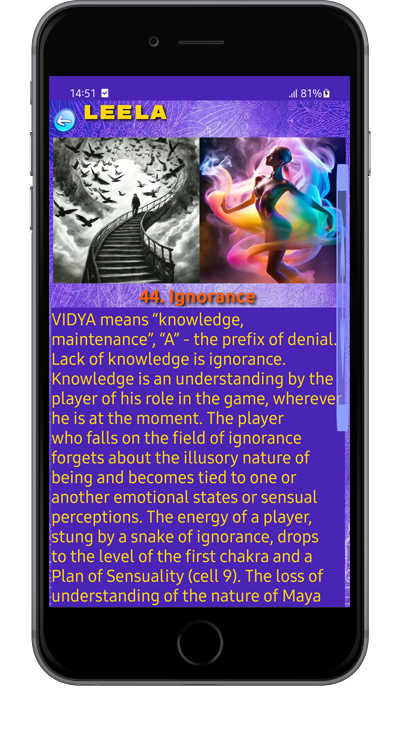 14:51
81%
LEELA
44. Ignorance
VIDYA means “knowledge,
maintenance”, “A” - the prefix of denial.
Lack of knowledge is ignorance.
Knowledge is an understanding by the
player of his role in the game, wherever
he is at the moment. The player
who falls on the field of ignorance
forgets about the illusory nature of
being and becomes tied to one or
another emotional states or sensual
perceptions. The energy of a player,
stung by a snake of ignorance, drops
to the level of the first chakra and a
Plan of Sensuality (cell 9). The loss of
understanding of the nature of Maya